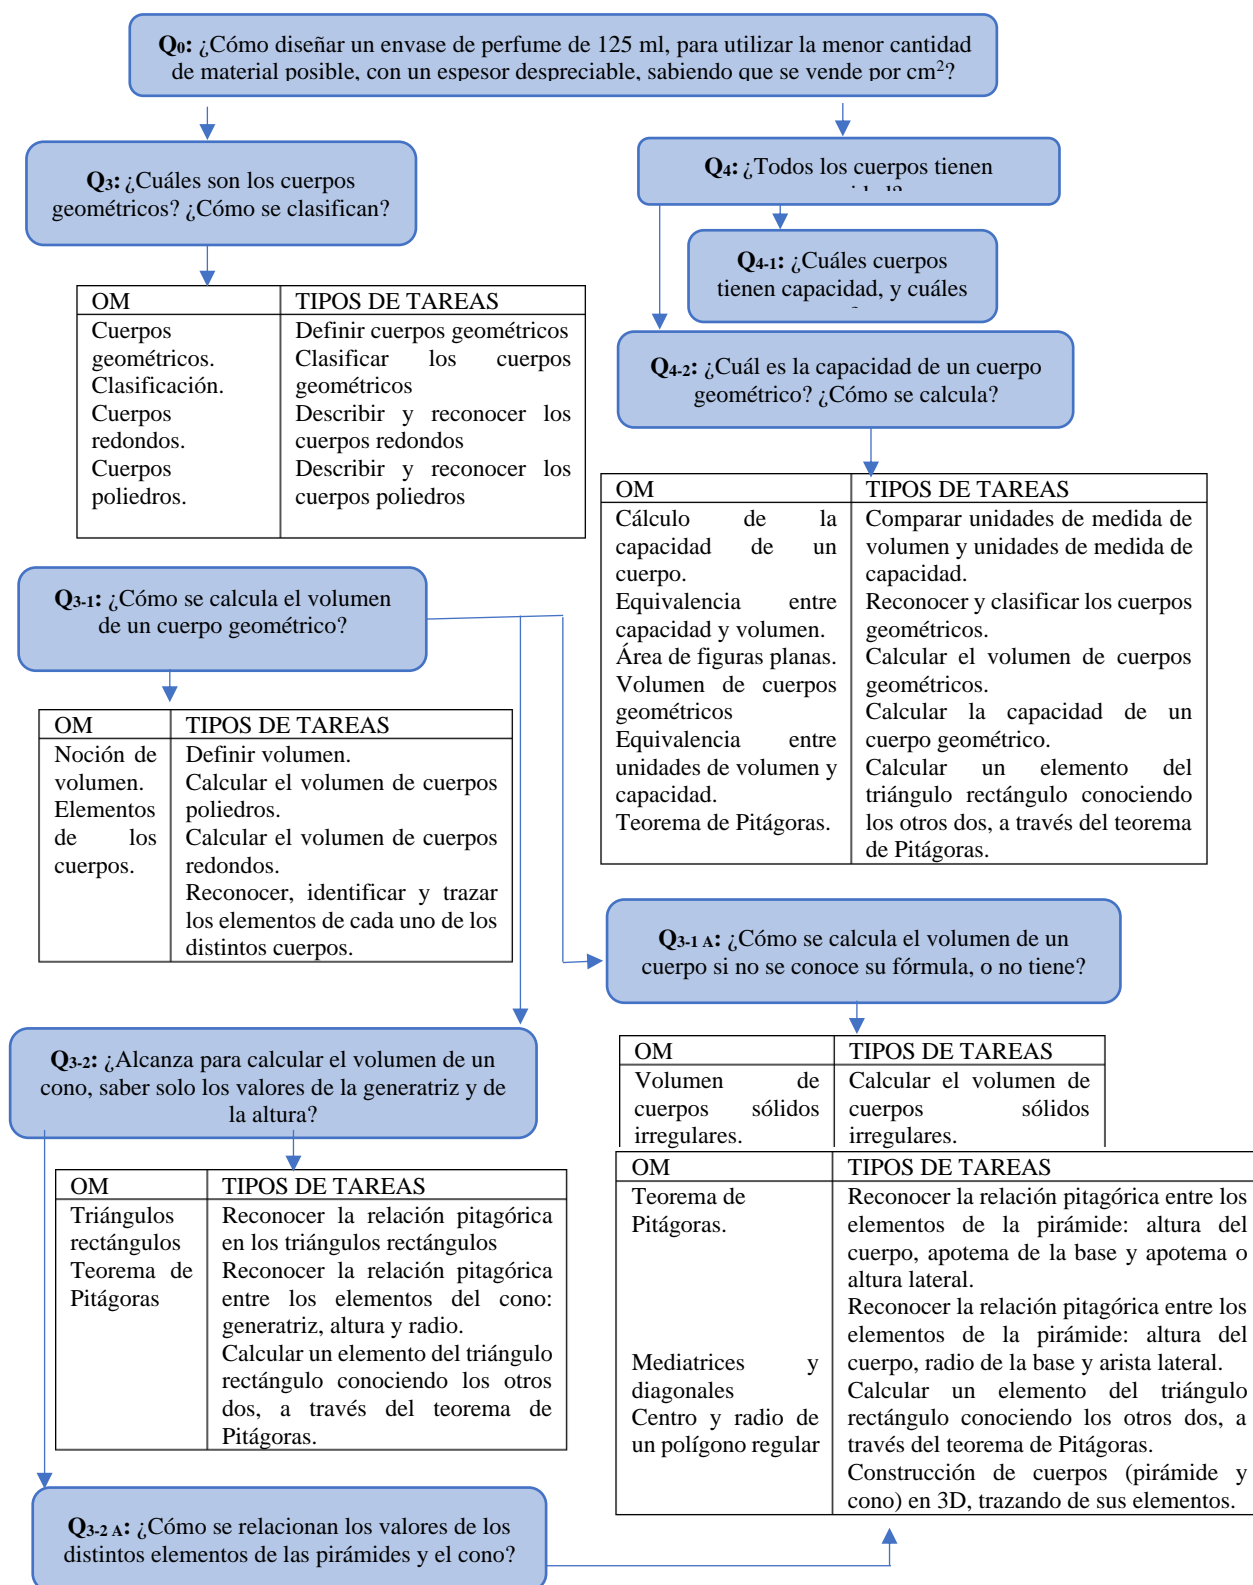 Q0: ¿Cómo diseñar un envase de perfume de 125 ml, para utilizar la menor cantidad
de material posible, con un espesor despreciable, sabiendo que se vende por cm2?
Q3: ¿Cuáles son los cuerpos
geométricos? ¿Cómo se clasifican?
Q4: ¿Todos los cuerpos tienen
Q4-1: ¿Cuáles cuerpos
tienen capacidad, y cuáles
Q4-2: ¿Cuál es la capacidad de un cuerpo
geométrico? ¿Cómo se calcula?
OM
TIPOS DE TAREAS
Cuerpos
geométricos.
Clasificación.
Cuerpos
redondos.
Cuerpos
poliedros.
Definir cuerpos geométricos
Clasificar los cuerpos
geométricos
Describir y reconocer los
cuerpos redondos
Describir y reconocer los
cuerpos poliedros
OM
TIPOS DE TAREAS
Cálculo de la
capacidad de un
cuerpo.
Equivalencia entre
capacidad y volumen.
Área de figuras planas.
Volumen de cuerpos
geométricos
Equivalencia entre
unidades de volumen y
capacidad.
Teorema de Pitágoras.
Comparar unidades de medida de
volumen y unidades de medida de
capacidad.
Reconocer y clasificar los cuerpos
geométricos.
Calcular el volumen de cuerpos
geométricos.
Calcular la capacidad de un
cuerpo geométrico.
Calcular un elemento del
triángulo rectángulo conociendo
los otros dos, a través del teorema
de Pitágoras.
Q3-1: ¿Cómo se calcula el volumen
de un cuerpo geométrico?
OM
TIPOS DE TAREAS
Noción de
volumen.
Elementos
de los
cuerpos.
Definir volumen.
Calcular el volumen de cuerpos
poliedros.
Calcular el volumen de cuerpos
redondos.
Reconocer, identificar y trazar
los elementos de cada uno de los
distintos cuerpos.
Q3-1 A: ¿Cómo se calcula el volumen de un
cuerpo si no se conoce su fórmula, o no tiene?
OM
TIPOS DE TAREAS
Volumen de
cuerpos sólidos
irregulares.
Calcular el volumen de
cuerpos sólidos
irregulares.
Q3-2: ¿Alcanza para calcular el volumen de un
cono, saber solo los valores de la generatriz y de
la altura?
OM
TIPOS DE TAREAS
Triángulos
rectángulos
Teorema de
Pitágoras
Reconocer la relación pitagórica
en los triángulos rectángulos
Reconocer la relación pitagórica
entre los elementos del cono:
generatriz, altura y radio.
Calcular un elemento del triángulo
rectángulo conociendo los otros
dos, a través del teorema de
Pitágoras.
OM
TIPOS DE TAREAS
Teorema de
Pitágoras.
Mediatrices y
diagonales
Centro y radio de
un polígono regular
Reconocer la relación pitagórica entre los
elementos de la pirámide: altura del
cuerpo, apotema de la base y apotema o
altura lateral.
Reconocer la relación pitagórica entre los
elementos de la pirámide: altura del
cuerpo, radio de la base y arista lateral.
Calcular un elemento del triángulo
rectángulo conociendo los otros dos, a
través del teorema de Pitágoras.
Construcción de cuerpos (pirámide y
cono) en 3D, trazando de sus elementos.
Q3-2 A: ¿Cómo se relacionan los valores de los
distintos elementos de las pirámides y el cono?